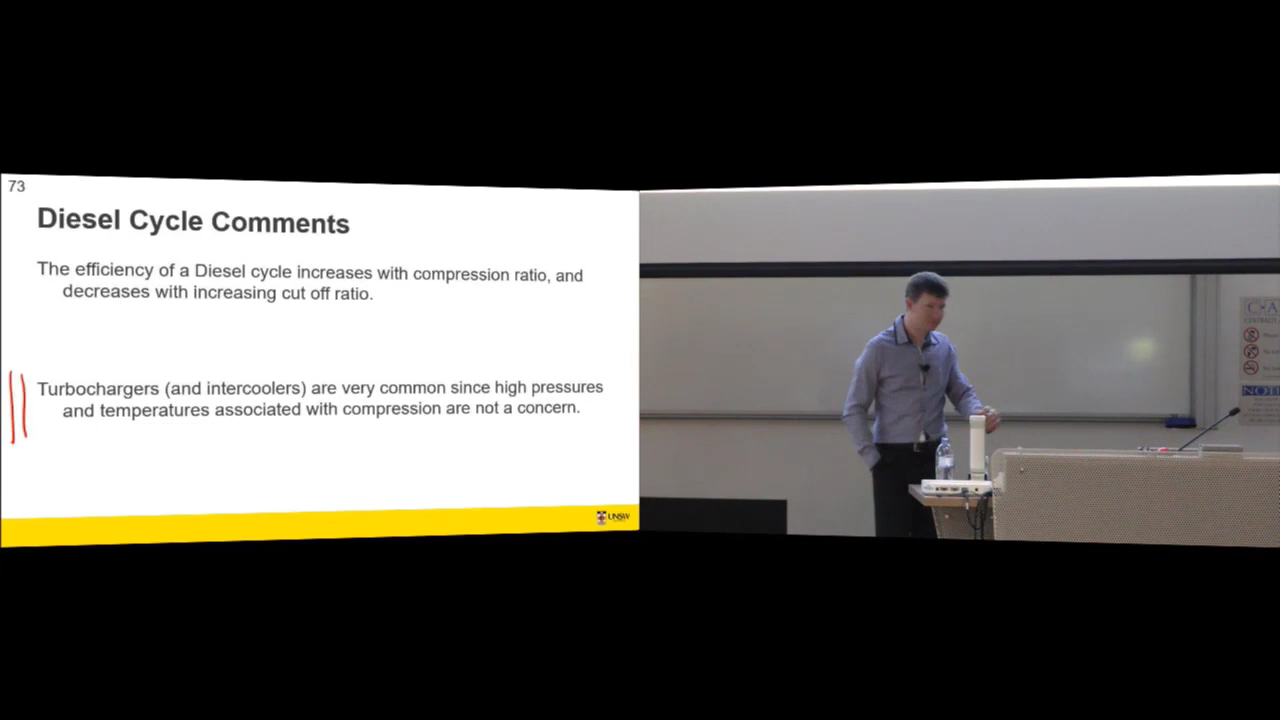 73
Diesel Cycle Comments
The efficiency of a Diesel cycle increases with compression ratio, and
decreases with increasing cut off ratio.
Turbochargers (and intercoolers) are very common since high pressures
and temperatures associated with compression are not a concern.
UNSW